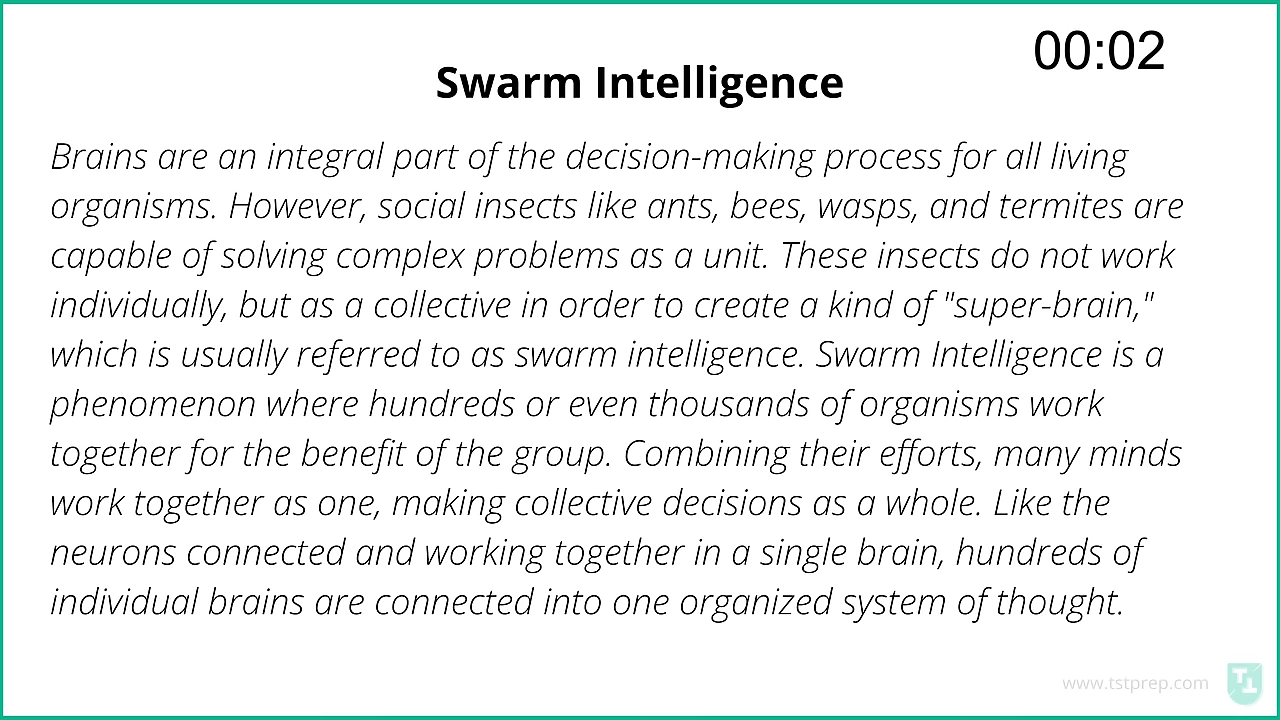 00:02
Swarm Intelligence
Brains are an integral part of the decision-making process for all living
organisms. However, social insects like ants, bees, wasps, and termites are
capable of solving complex problems as a unit. These insects do not work
individually, but as a collective in order to create a kind of "super-brain,"
which is usually referred to as swarm intelligence. Swarm Intelligence is a
phenomenon where hundreds or even thousands of organisms work
together for the benefit of the group. Combining their efforts, many minds
work together as one, making collective decisions as a whole. Like the
neurons connected and working together in a single brain, hundreds of
individual brains are connected into one organized system of thought.
www.tstprep.com